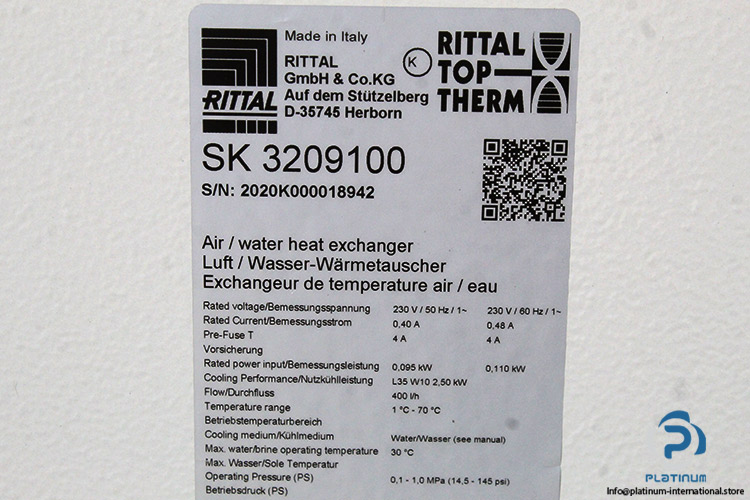 Made in Italy
RITTAL
GmbH & Co.KG
Auf dem Stützelberg
D-35745 Herborn
RITTAL
K
RITTAL
TOP
THERM
SK 3209100
S/N: 2020K000018942
Air / water heat exchanger
Luft / Wasser-Wärmetauscher
Exchangeur de temperature air / eau
Rated voltage/Bemessungsspannung 230 V / 50 Hz / 1~ 230 V / 60 Hz / 1~
Rated Current/Bemessungsstrom 0,40 A 0,48 A
Pre-Fuse T 4 A 4 A
Vorsicherung
Rated power input/Bemessungsleistung 0,095 kW 0,110 kW
Cooling Performance/Nutzkühlleistung L35 W10 2,50 kW
Flow/Durchfluss 400 l/h
Temperature range 1 °C - 70 °C
Betriebstemperaturbereich
Cooling medium/Kühlmedium Water/Wasser (see manual)
Max. water/brine operating temperature 30 °C
Max. Wasser/Sole Temperatur
Operating Pressure (PS) 0,1 - 1,0 MPa (14,5 - 145 psi)
Betriebsdruck (PS)
PLATINUM
Info@platinum-international.store